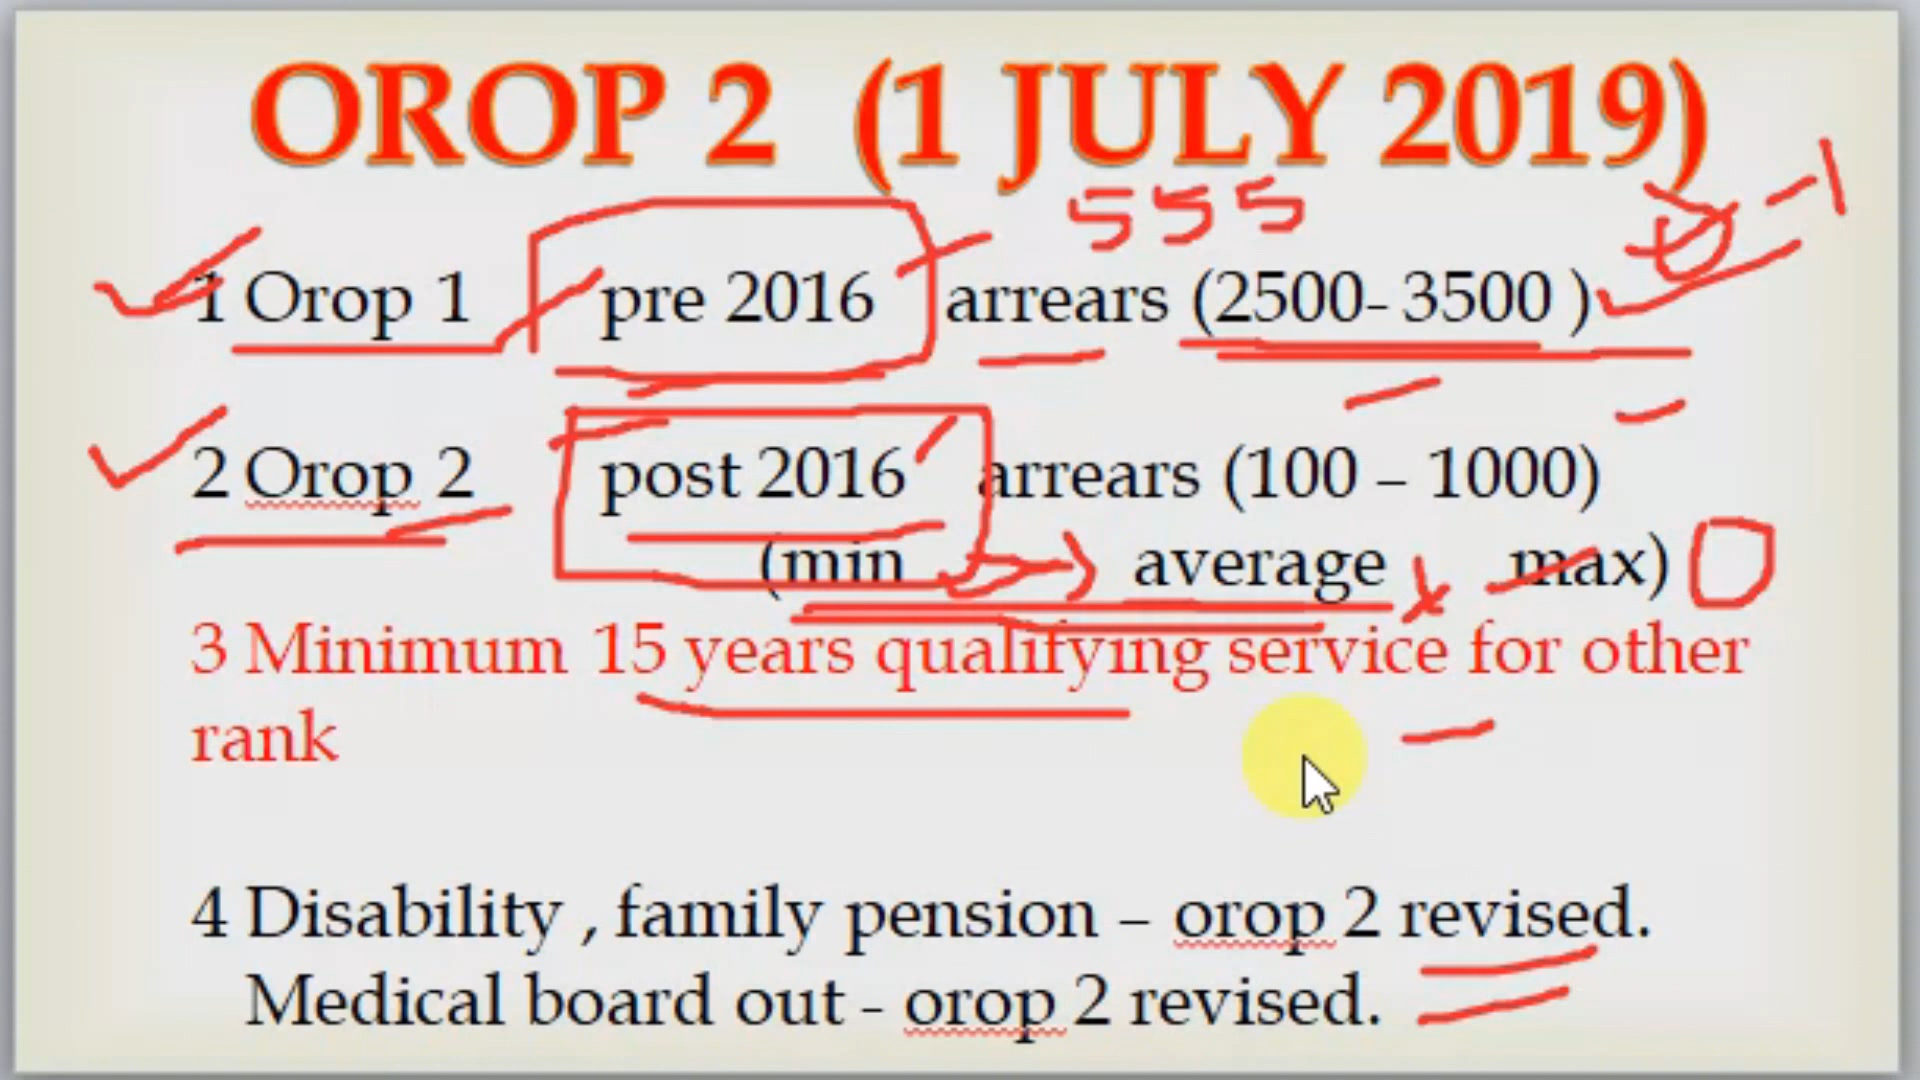 OROP 2 (1 JULY 2019)
555
-1
1 Orop 1 pre 2016 arrears (2500- 3500 )
2 Orop 2 post 2016 arrears (100 – 1000)
(min average max)
3 Minimum 15 years qualifying service for other
rank
4 Disability , family pension – orop 2 revised.
Medical board out - orop 2 revised.